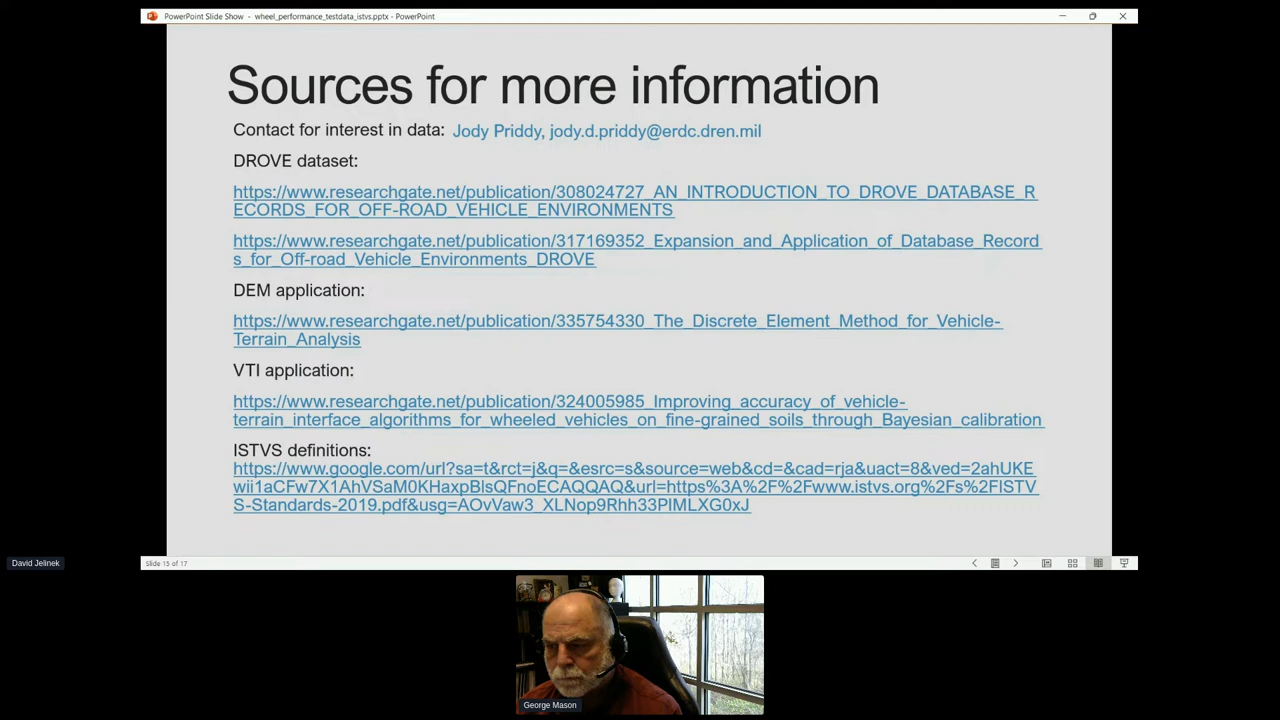 PowerPoint Slide Show - wheel_performance_testdata_istvs.pptx - PowerPoint
Sources for more information
Contact for interest in data: Jody Priddy, jody.d.priddy@erdc.dren.mil
DROVE dataset:
https://www.researchgate.net/publication/308024727_AN_INTRODUCTION_TO_DROVE_DATABASE_R
ECORDS_FOR_OFF-ROAD_VEHICLE_ENVIRONMENTS
https://www.researchgate.net/publication/317169352_Expansion_and_Application_of_Database_Record
s_for_Off-road_Vehicle_Environments_DROVE
DEM application:
https://www.researchgate.net/publication/335754330_The_Discrete_Element_Method_for_Vehicle-
Terrain_Analysis
VTI application:
https://www.researchgate.net/publication/324005985_Improving_accuracy_of_vehicle-
terrain_interface_algorithms_for_wheeled_vehicles_on_fine-grained_soils_through_Bayesian_calibration
ISTVS definitions:
https://www.google.com/url?sa=t&rct=j&q=&esrc=s&source=web&cd=&cad=rja&uact=8&ved=2ahUKE
wii1aCFw7X1AhVSaM0KHaxpBlsQFnoECAQQAQ&url=https%3A%2F%2Fwww.istvs.org%2Fs%2FISTV
S-Standards-2019.pdf&usg=AOvVaw3_XLNop9Rhh33PIMLXG0xJ
David Jelinek
Slide 15 of 17
George Mason